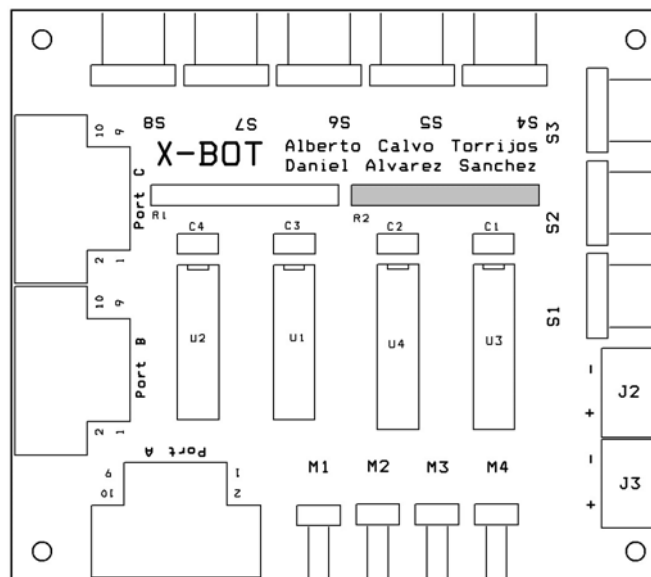 S8 S7 S6 S5 S4
X-BOT
Alberto Calvo Torrijos
Daniel Alvarez Sanchez
S3
S2
S1
10 9
Port C
2 1
R1
R2
C4 C3 C2 C1
U2 U1 U4 U3
10 9
Port B
2 1
Port A
9 1
10 2
M1 M2 M3 M4
- J2
+
- J3
+